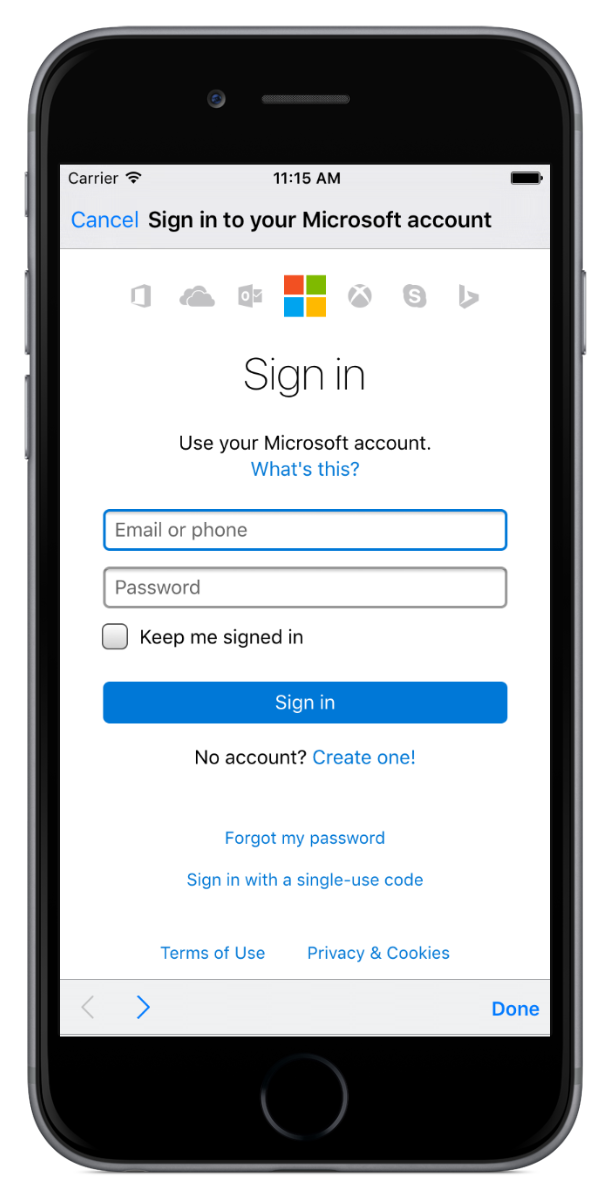 Carrier 11:15 AM
Cancel Sign in to your Microsoft account
Sign in
Use your Microsoft account.
What's this?
Email or phone
Password
Keep me signed in
Sign in
No account? Create one!
Forgot my password
Sign in with a single-use code
Terms of Use Privacy & Cookies
Done